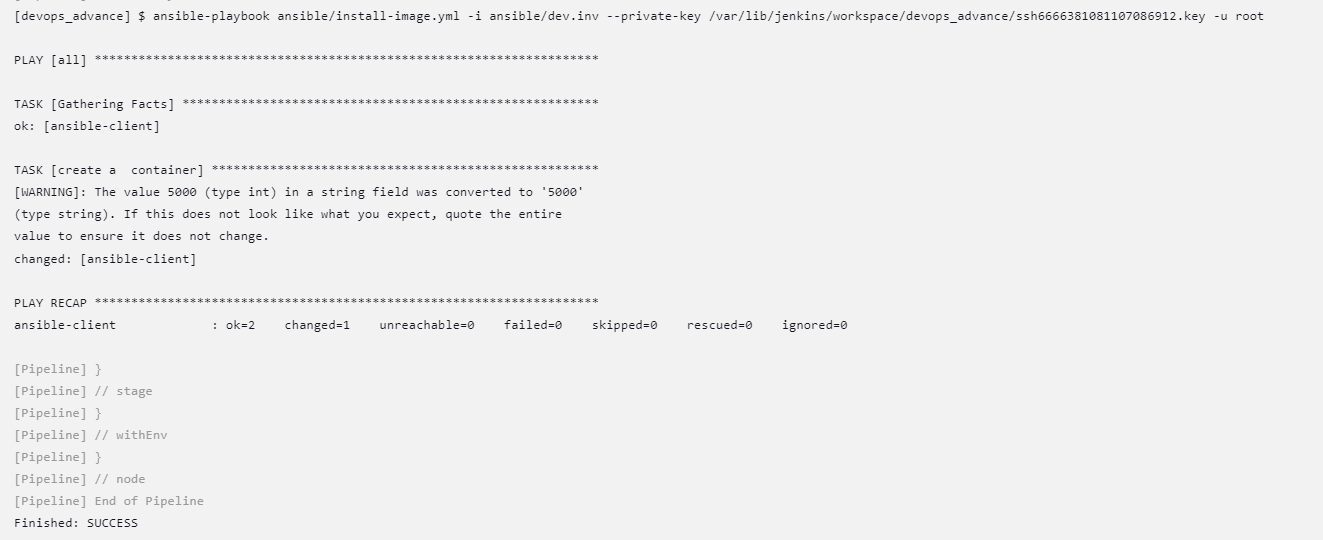 [devops_advance] $ ansible-playbook ansible/install-image.yml -i ansible/dev.inv --private-key /var/lib/jenkins/workspace/devops_advance/ssh6666381081107086912.key -u root
PLAY [all] *********************************************************************
TASK [Gathering Facts] *********************************************************
ok: [ansible-client]
TASK [create a  container] *****************************************************
[WARNING]: The value 5000 (type int) in a string field was converted to '5000'
(type string). If this does not look like what you expect, quote the entire
value to ensure it does not change.
changed: [ansible-client]
PLAY RECAP *********************************************************************
ansible-client             : ok=2    changed=1    unreachable=0    failed=0    skipped=0    rescued=0    ignored=0
[Pipeline] }
[Pipeline] // stage
[Pipeline] }
[Pipeline] // withEnv
[Pipeline] }
[Pipeline] // node
[Pipeline] End of Pipeline
Finished: SUCCESS